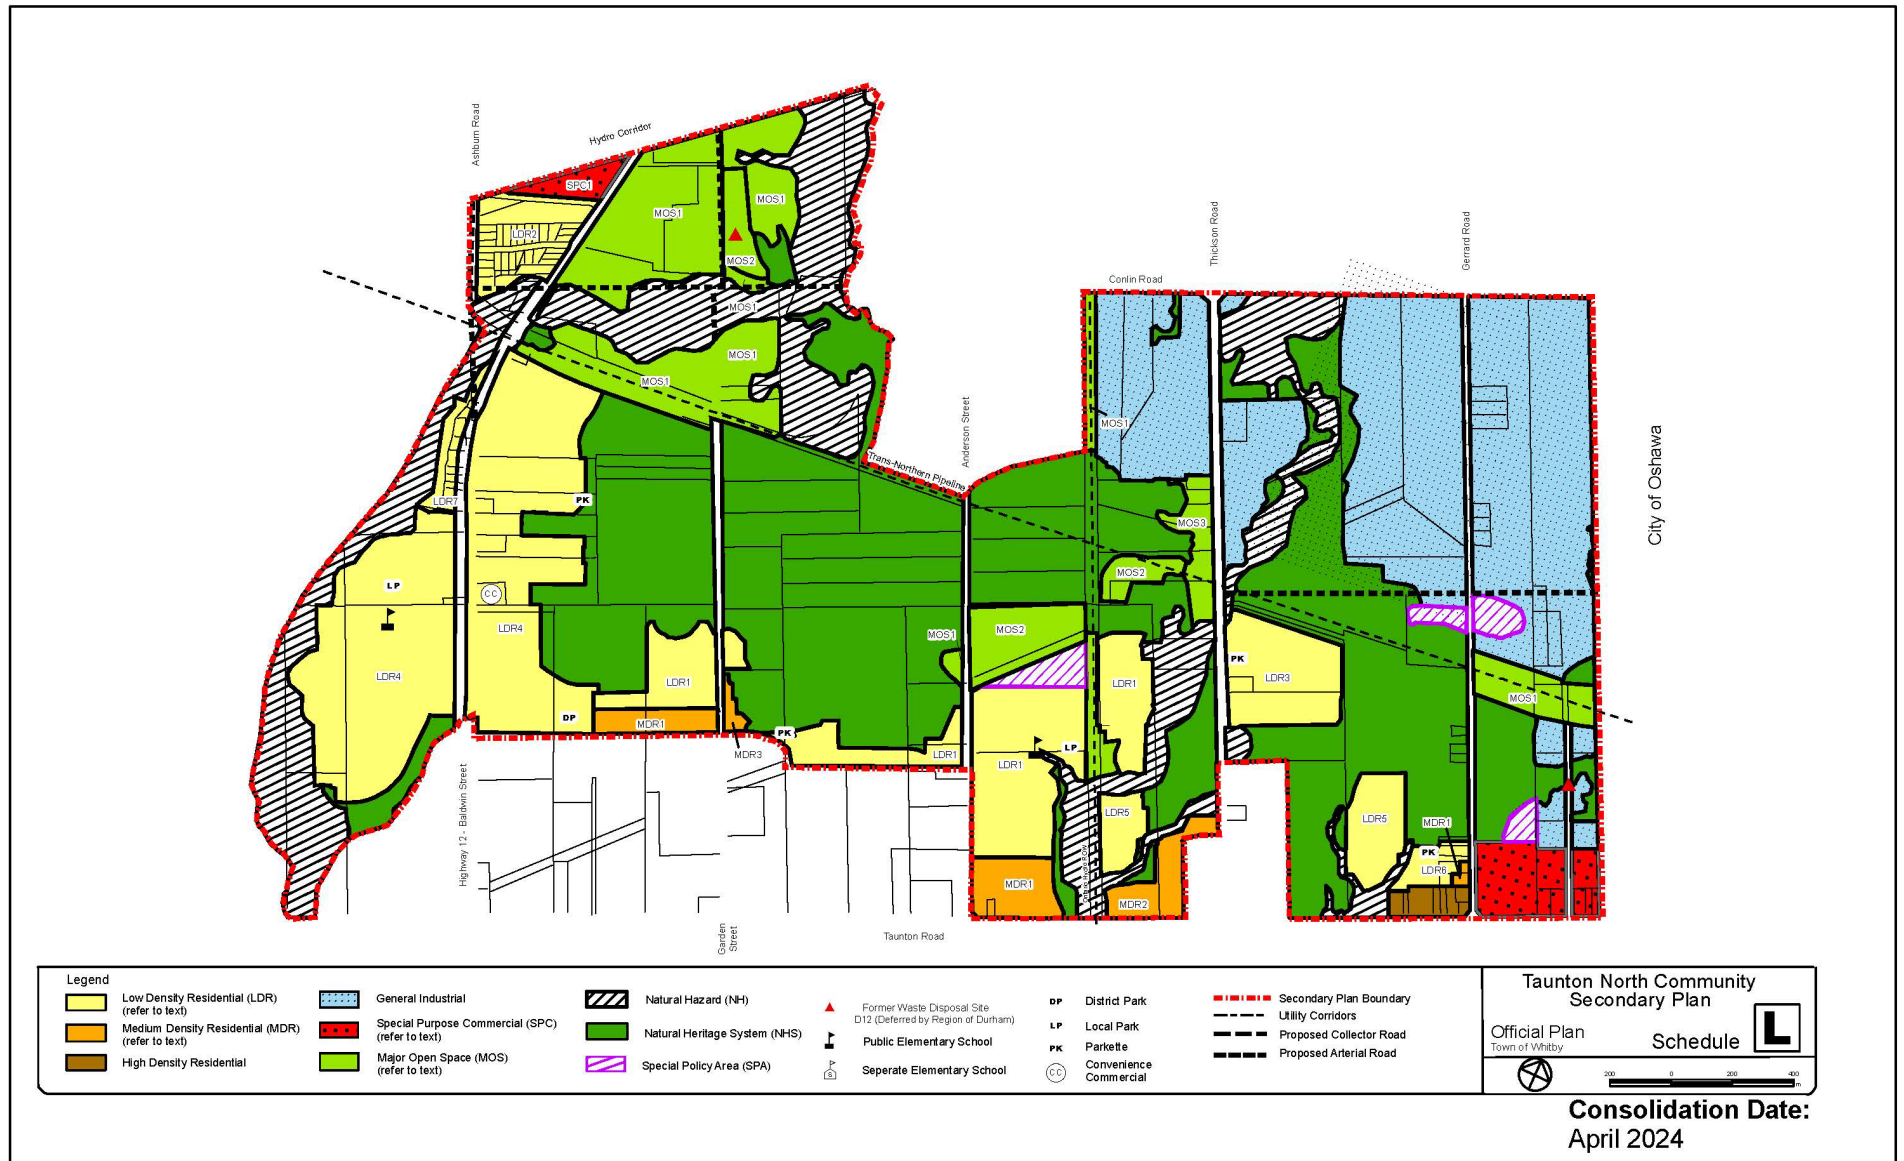 Ashburn Road
Hydro Corridor
SPC1
LDR2
MOS1
MOS1
MOS2
MOS1
MOS1
MOS1
Thickson Road
Gerrard Road
Conlin Road
MOS1
Anderson Street
Trans-Northern Pipeline
City of Oshawa
LDR7
PK
MOS3
MOS2
LP
CC
LDR4
LDR4
MOS1
MOS2
LDR1
LDR1
PK
LDR3
MOS1
DP
MDR1
MDR3
PK
LDR1
LDR1
LP
LDR5
LDR5
MDR1
PK
LDR6
MDR1
MDR2
Ontario Hydro ROW
Highway 12 - Baldwin Street
Garden
Street
Taunton Road
Legend
Low Density Residential (LDR)
(refer to text)
Medium Density Residential (MDR)
(refer to text)
High Density Residential
General Industrial
Special Purpose Commercial (SPC)
(refer to text)
Major Open Space (MOS)
(refer to text)
Natural Hazard (NH)
Natural Heritage System (NHS)
Special Policy Area (SPA)
Former Waste Disposal Site
D12 (Deferred by Region of Durham)
Public Elementary School
S
Seperate Elementary School
DP District Park
LP Local Park
PK Parkette
CC Convenience
Commercial
Secondary Plan Boundary
Utility Corridors
Proposed Collector Road
Proposed Arterial Road
Taunton North Community
Secondary Plan
Official Plan
Town of Whitby
Schedule L
200 0 200 400
m
Consolidation Date:
April 2024